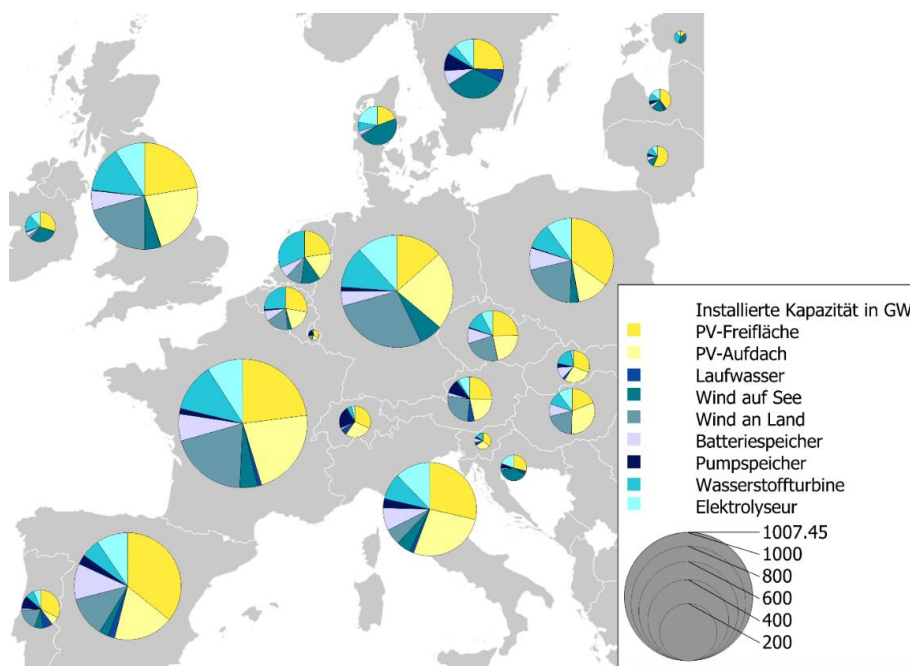 Installierte Kapazität in GW
PV-Freifläche
PV-Aufdach
Laufwasser
Wind auf See
Wind an Land
Batteriespeicher
Pumpspeicher
Wasserstoffturbine
Elektrolyseur
1007.45
1000
800
600
400
200